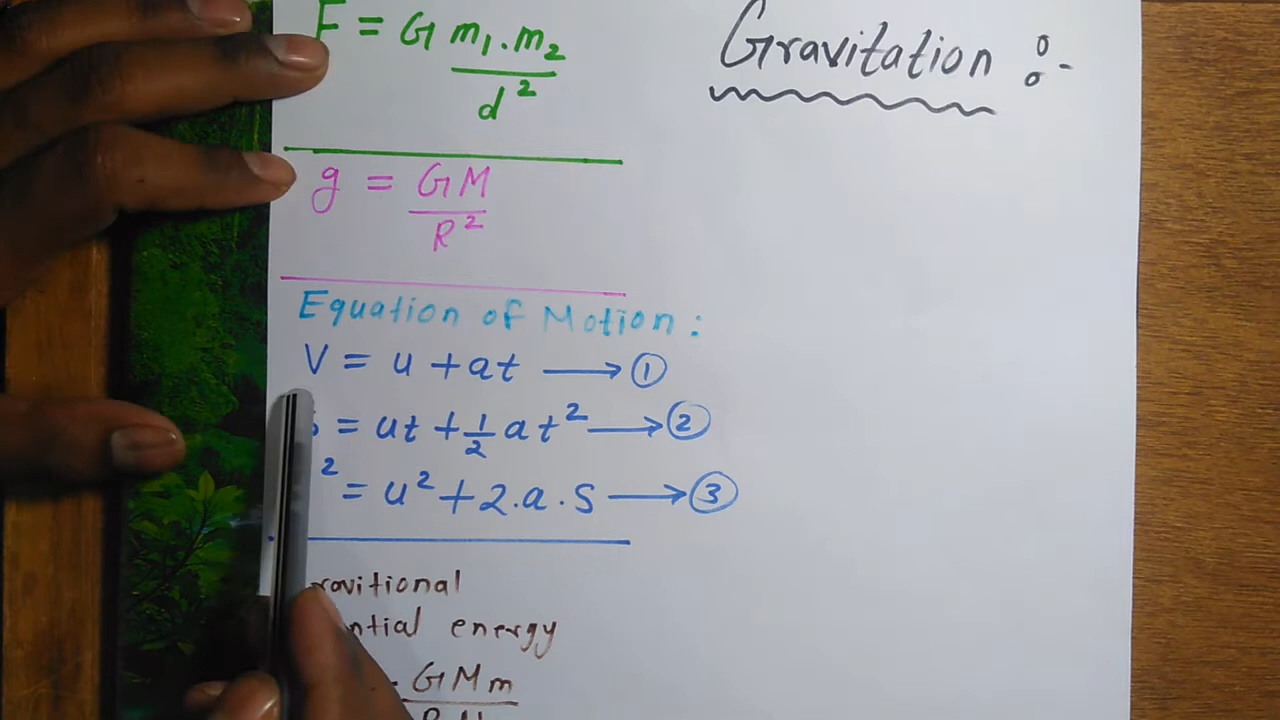 Gravitation :-
F = G m₁.m₂
d²
g = GM
R²
Equation of Motion :
V = u + at → ①
= ut + 1/2 at² → ②
² = u² + 2.a.s → ③
ravitional
ntial energy
GMm